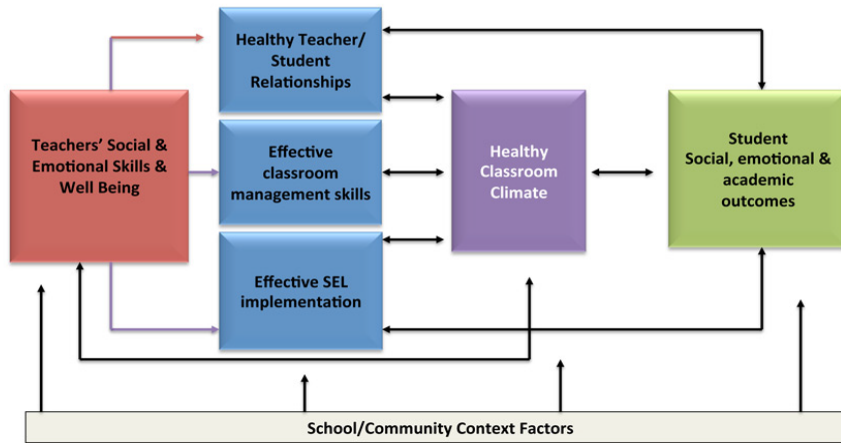 Healthy Teacher/
Student
Relationships
Teachers’ Social &
Emotional Skills &
Well Being
Effective
classroom
management skills
Healthy
Classroom
Climate
Student
Social, emotional &
academic
outcomes
Effective SEL
implementation
School/Community Context Factors